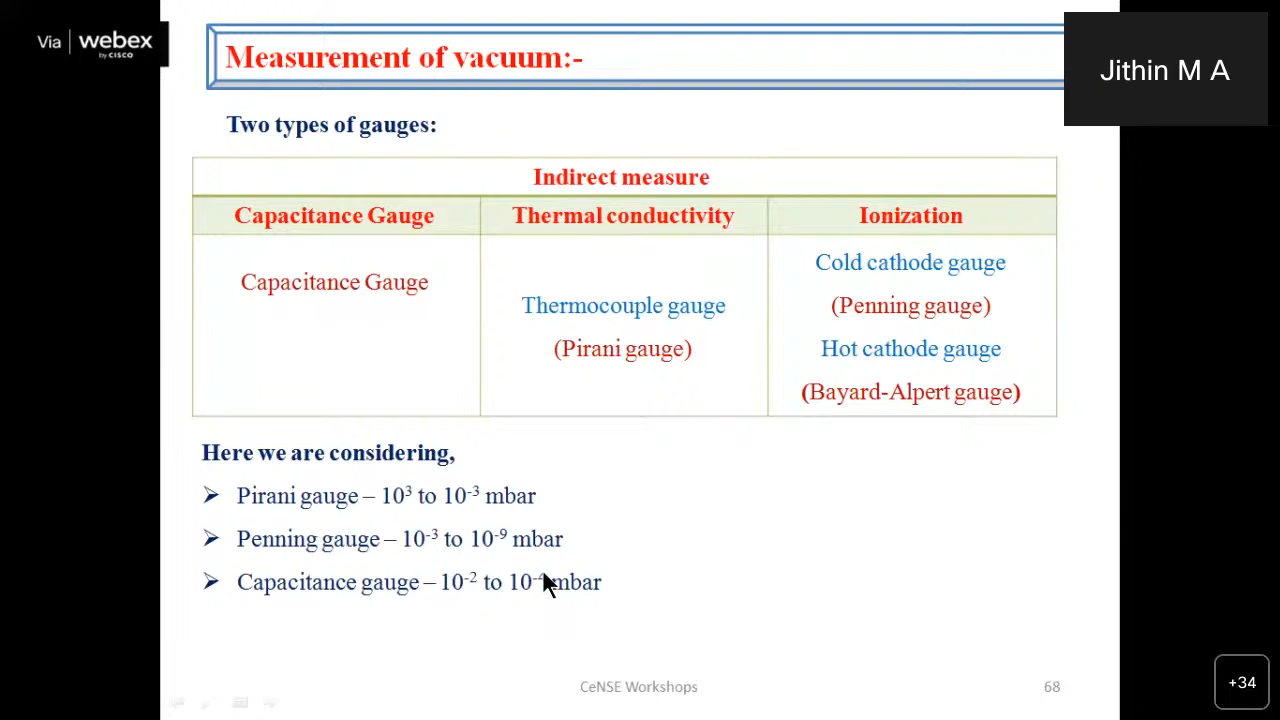 Via webex
by CISCO
Measurement of vacuum:-
Jithin M A
Two types of gauges:
Indirect measure
Capacitance Gauge Thermal conductivity Ionization
Capacitance Gauge
Thermocouple gauge
(Pirani gauge)
Cold cathode gauge
(Penning gauge)
Hot cathode gauge
(Bayard-Alpert gauge)
Here we are considering,
➢ Pirani gauge – 10³ to 10⁻³ mbar
➢ Penning gauge – 10⁻³ to 10⁻⁹ mbar
➢ Capacitance gauge – 10⁻² to mbar
CeNSE Workshops
68
+34